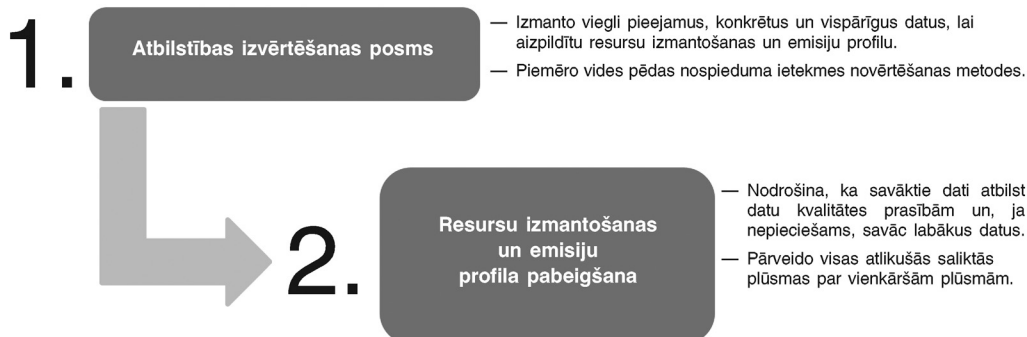 1.
Atbilstības izvērtēšanas posms
— Izmanto viegli pieejamus, konkrētus un vispārīgus datus, lai
aizpildītu resursu izmantošanas un emisiju profilu.
— Piemēro vides pēdas nospieduma ietekmes novērtēšanas metodes.
2.
Resursu izmantošanas
un emisiju
profila pabeigšana
— Nodrošina, ka savāktie dati atbilst
datu kvalitātes prasībām un, ja
nepieciešams, savāc labākus datus.
— Pārveido visas atlikušās saliktās
plūsmas par vienkāršām plūsmām.